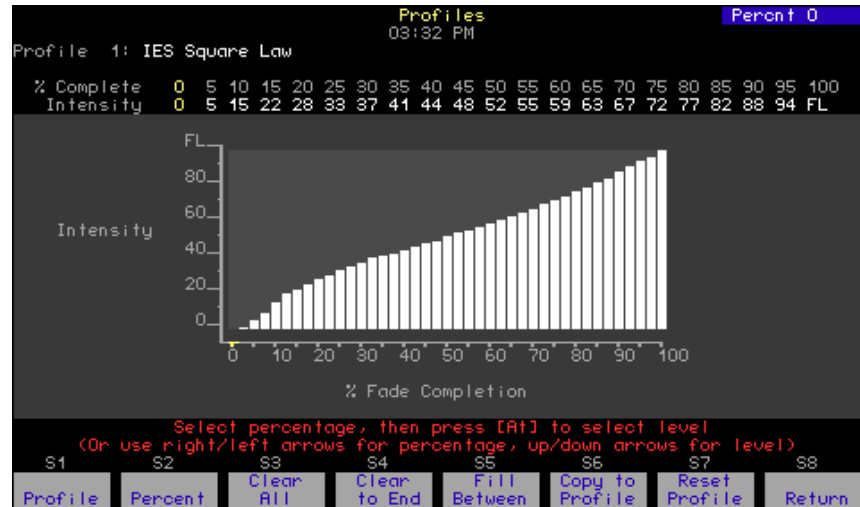 Profiles
Percnt 0
03:32 PM
Profile 1: IES Square Law
% Complete 0 5 10 15 20 25 30 35 40 45 50 55 60 65 70 75 80 85 90 95 100
Intensity 0 5 15 22 28 33 37 41 44 48 52 55 59 63 67 72 77 82 88 94 FL
FL
80
60
Intensity
40
20
0
0 10 20 30 40 50 60 70 80 90 100
% Fade Completion
Select percentage, then press [At] to select level
(Or use right/left arrows for percentage, up/down arrows for level)
S1 S2 S3 S4 S5 S6 S7 S8
Clear Clear Fill Copy to Reset
Profile Percent All to End Between Profile Profile Return